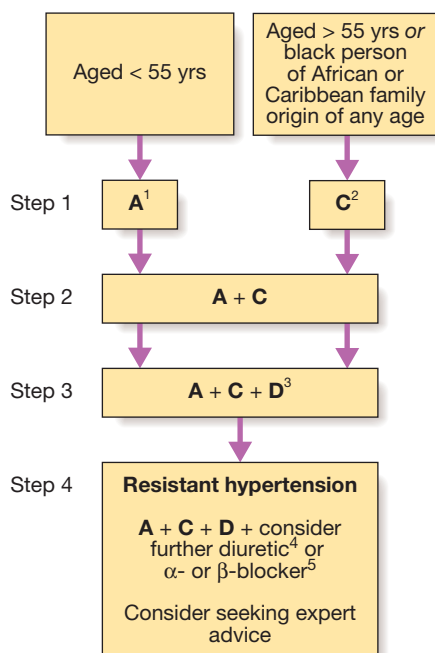 Aged < 55 yrs
Aged > 55 yrs or
black person
of African or
Caribbean family
origin of any age
Step 1
A¹
C²
Step 2
A + C
Step 3
A + C + D³
Step 4
Resistant hypertension
A + C + D + consider
further diuretic⁴ or
α- or β-blocker⁵
Consider seeking expert
advice